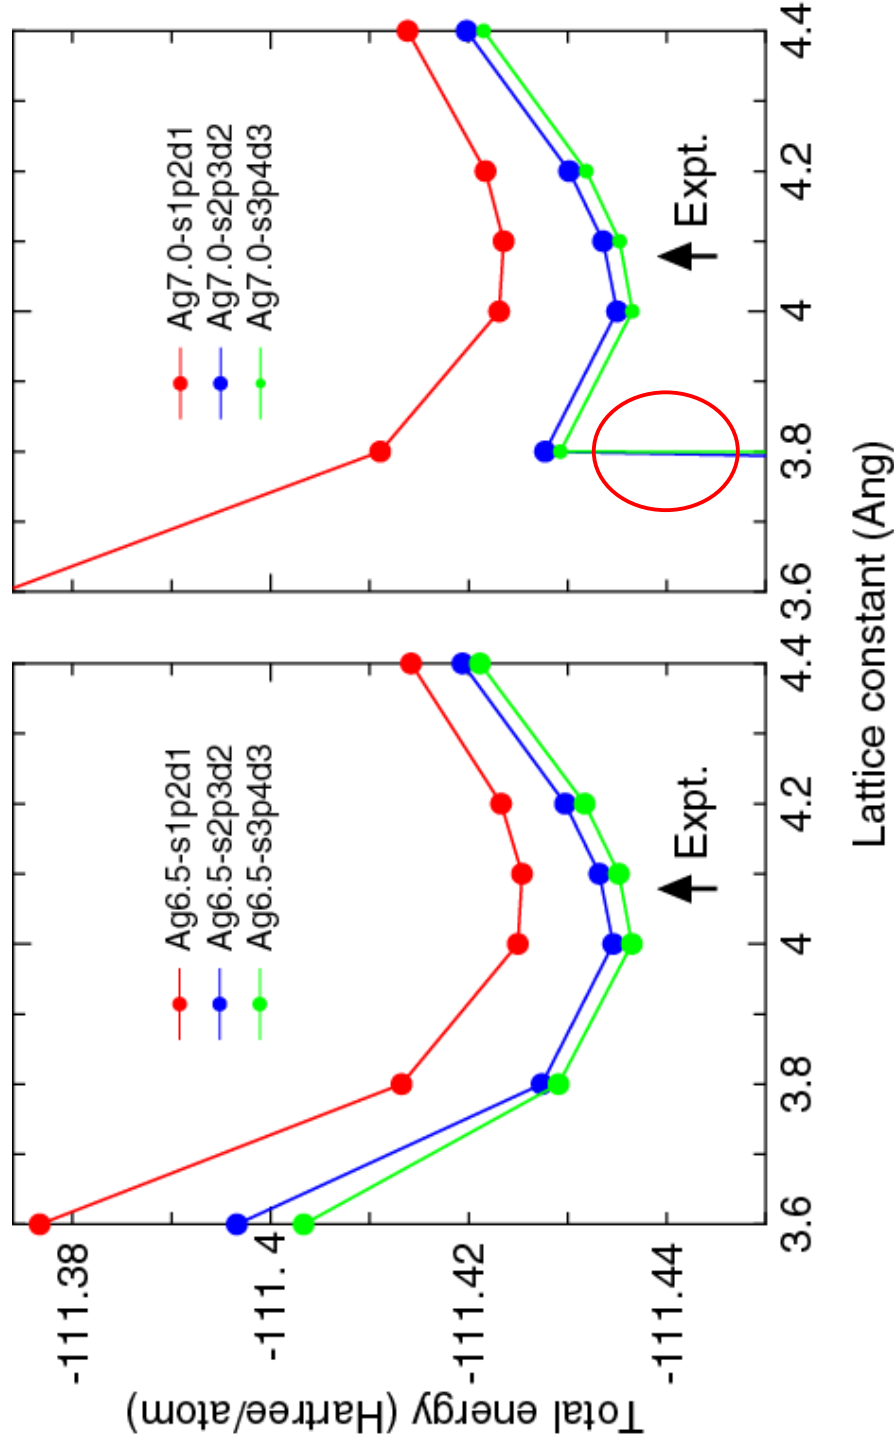 Total energy (Hartree/atom)
-111.38
-111. 4
-111.42
-111.44
Ag6.5-s1p2d1
Ag6.5-s2p3d2
Ag6.5-s3p4d3
Expt.
3.6 3.8 4 4.2 4.4
Ag7.0-s1p2d1
Ag7.0-s2p3d2
Ag7.0-s3p4d3
Expt.
3.6 3.8 4 4.2 4.4
Lattice constant (Ang)